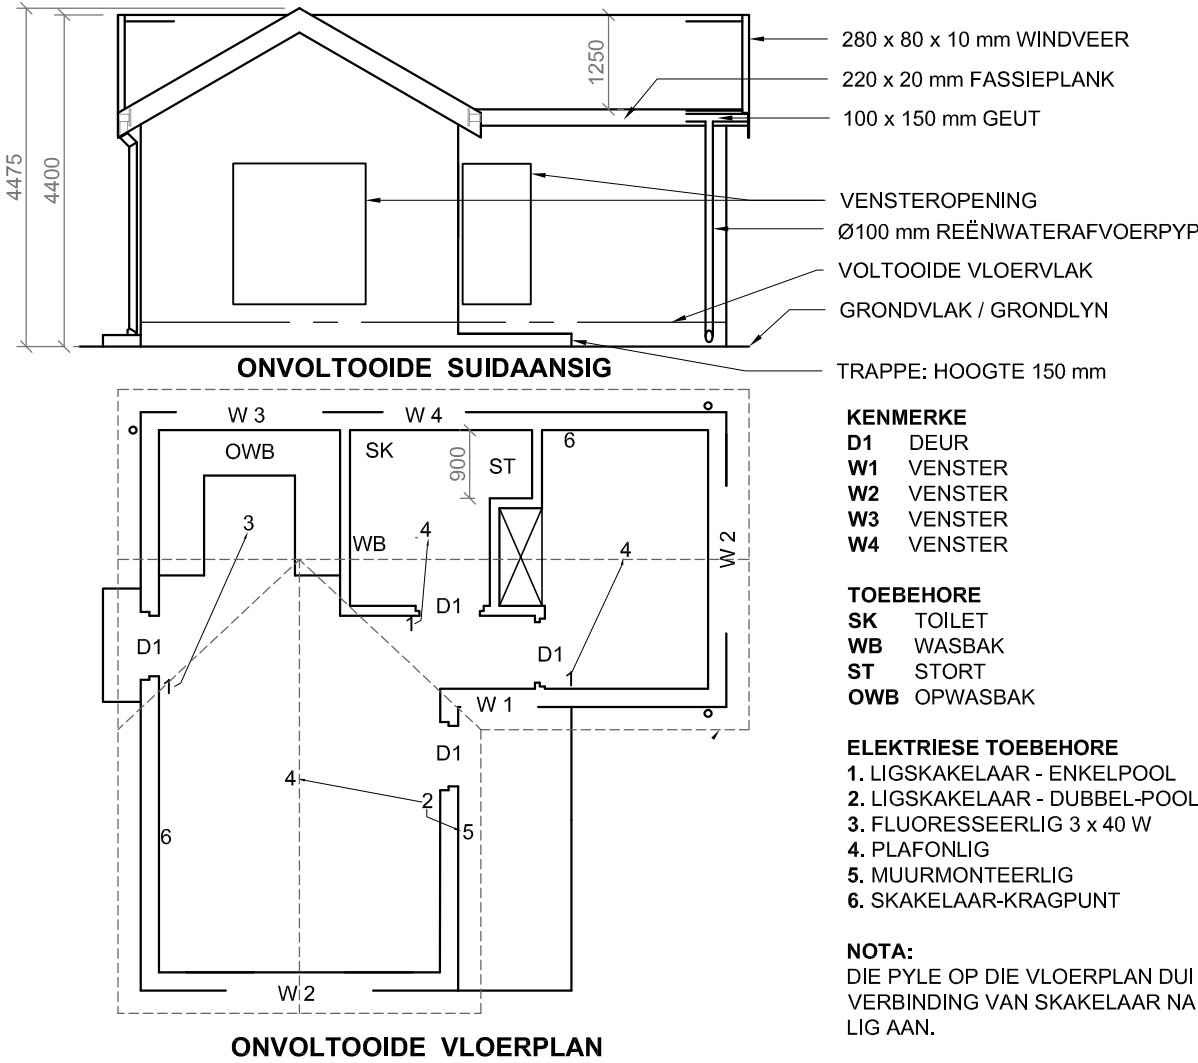 4475
4400
1250
280 x 80 x 10 mm WINDVEER
220 x 20 mm FASSIEPLANK
100 x 150 mm GEUT
VENSTEROPENING
Ø100 mm REËNWATERAFVOERPYP
VOLTOOIDE VLOERVLAK
GRONDVLAK / GRONDLYN
TRAPPE: HOOGTE 150 mm
ONVOLTOOIDE SUIDAANSIG
W 3
W 4
OWB
SK
900
ST
6
3
WB
4
4
W 2
D1
1
D1
D1
1
1
W 1
D1
4
2
5
6
W 2
ONVOLTOOIDE VLOERPLAN
KENMERKE
D1 DEUR
W1 VENSTER
W2 VENSTER
W3 VENSTER
W4 VENSTER
TOEBEHORE
SK TOILET
WB WASBAK
ST STORT
OWB OPWASBAK
ELEKTRIESE TOEBEHORE
1. LIGSKAKELAAR - ENKELPOOL
2. LIGSKAKELAAR - DUBBEL-POOL
3. FLUORESSEERLIG 3 x 40 W
4. PLAFONLIG
5. MUURMONTEERLIG
6. SKAKELAAR-KRAGPUNT
NOTA:
DIE PYLE OP DIE VLOERPLAN DUI
VERBINDING VAN SKAKELAAR NA
LIG AAN.